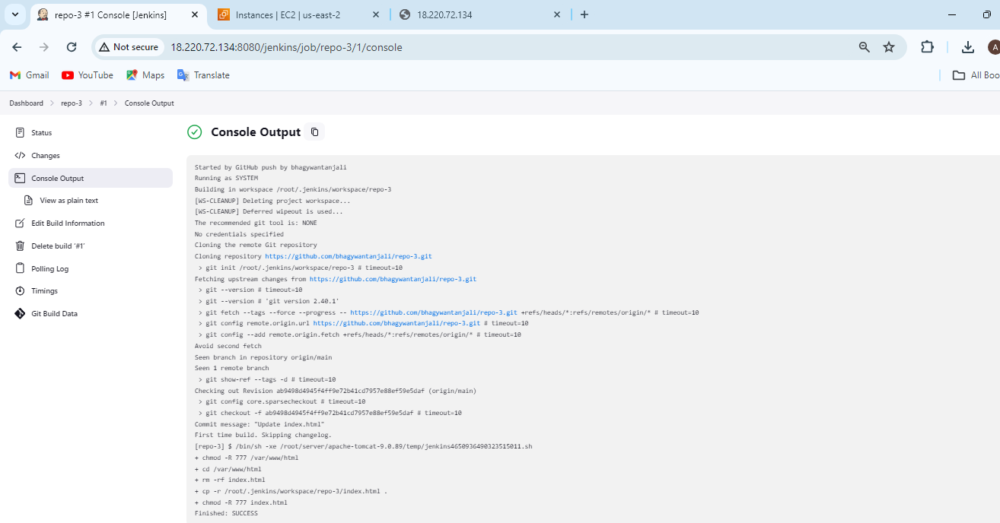 repo-3 #1 Console [Jenkins]
Instances | EC2 | us-east-2
18.220.72.134
Not secure
18.220.72.134:8080/jenkins/job/repo-3/1/console
A
Gmail
YouTube
Maps
Translate
All Boo
Dashboard > repo-3 > #1 > Console Output
Status
Changes
Console Output
View as plain text
Edit Build Information
Delete build '#1'
Polling Log
Timings
Git Build Data
Console Output
Started by GitHub push by bhagywantanjali
Running as SYSTEM
Building in workspace /root/.jenkins/workspace/repo-3
[WS-CLEANUP] Deleting project workspace...
[WS-CLEANUP] Deferred wipeout is used...
The recommended git tool is: NONE
No credentials specified
Cloning the remote Git repository
Cloning repository https://github.com/bhagywantanjali/repo-3.git
> git init /root/.jenkins/workspace/repo-3 # timeout=10
Fetching upstream changes from https://github.com/bhagywantanjali/repo-3.git
> git --version # timeout=10
> git --version # 'git version 2.40.1'
> git fetch --tags --force --progress -- https://github.com/bhagywantanjali/repo-3.git +refs/heads/*:refs/remotes/origin/* # timeout=10
> git config remote.origin.url https://github.com/bhagywantanjali/repo-3.git # timeout=10
> git config --add remote.origin.fetch +refs/heads/*:refs/remotes/origin/* # timeout=10
Avoid second fetch
Seen branch in repository origin/main
Seen 1 remote branch
> git show-ref --tags -d # timeout=10
Checking out Revision ab9498d4945f4ff9e72b41cd7957e88ef59e5daf (origin/main)
> git config core.sparsecheckout # timeout=10
> git checkout -f ab9498d4945f4ff9e72b41cd7957e88ef59e5daf # timeout=10
Commit message: "Update index.html"
First time build. Skipping changelog.
[repo-3] $ /bin/sh -xe /root/server/apache-tomcat-9.0.89/temp/jenkins4650936490323515011.sh
+ chmod -R 777 /var/www/html
+ cd /var/www/html
+ rm -rf index.html
+ cp -r /root/.jenkins/workspace/repo-3/index.html .
+ chmod -R 777 index.html
Finished: SUCCESS